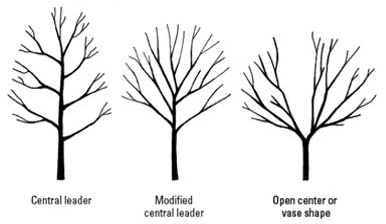 Central leader
Modified
central leader
Open center or
vase shape